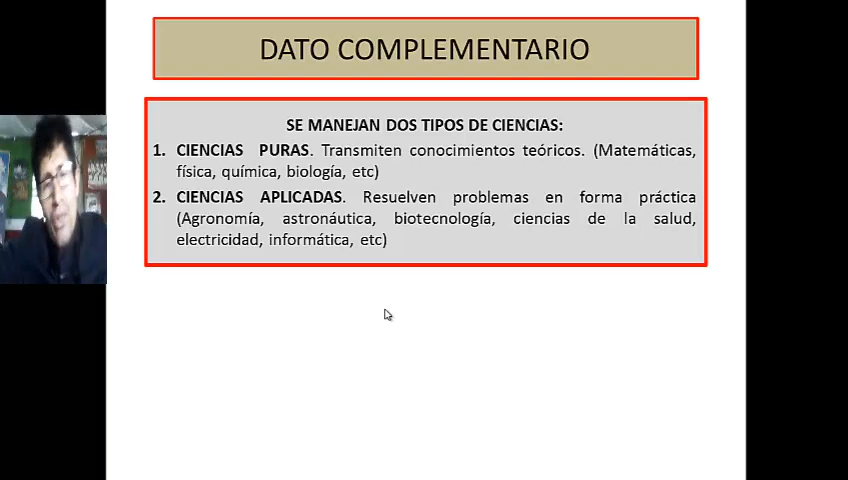 DATO COMPLEMENTARIO
SE MANEJAN DOS TIPOS DE CIENCIAS:
1. CIENCIAS PURAS. Transmiten conocimientos teóricos. (Matemáticas,
física, química, biología, etc)
2. CIENCIAS APLICADAS. Resuelven problemas en forma práctica
(Agronomía, astronáutica, biotecnología, ciencias de la salud,
electricidad, informática, etc)